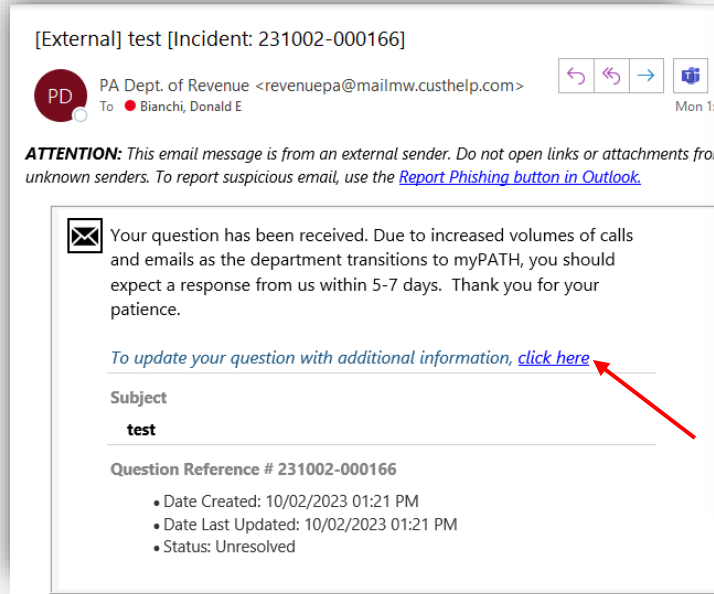 [External] test [Incident: 231002-000166]
PD
PA Dept. of Revenue <revenuepa@mailmw.custhelp.com>
To Bianchi, Donald E
Mon
ATTENTION: This email message is from an external sender. Do not open links or attachments
unknown senders. To report suspicious email, use the Report Phishing button in Outlook.
Your question has been received. Due to increased volumes of calls
and emails as the department transitions to myPATH, you should
expect a response from us within 5-7 days. Thank you for your
patience.
To update your question with additional information, click here
Subject
test
Question Reference # 231002-000166
• Date Created: 10/02/2023 01:21 PM
• Date Last Updated: 10/02/2023 01:21 PM
• Status: Unresolved